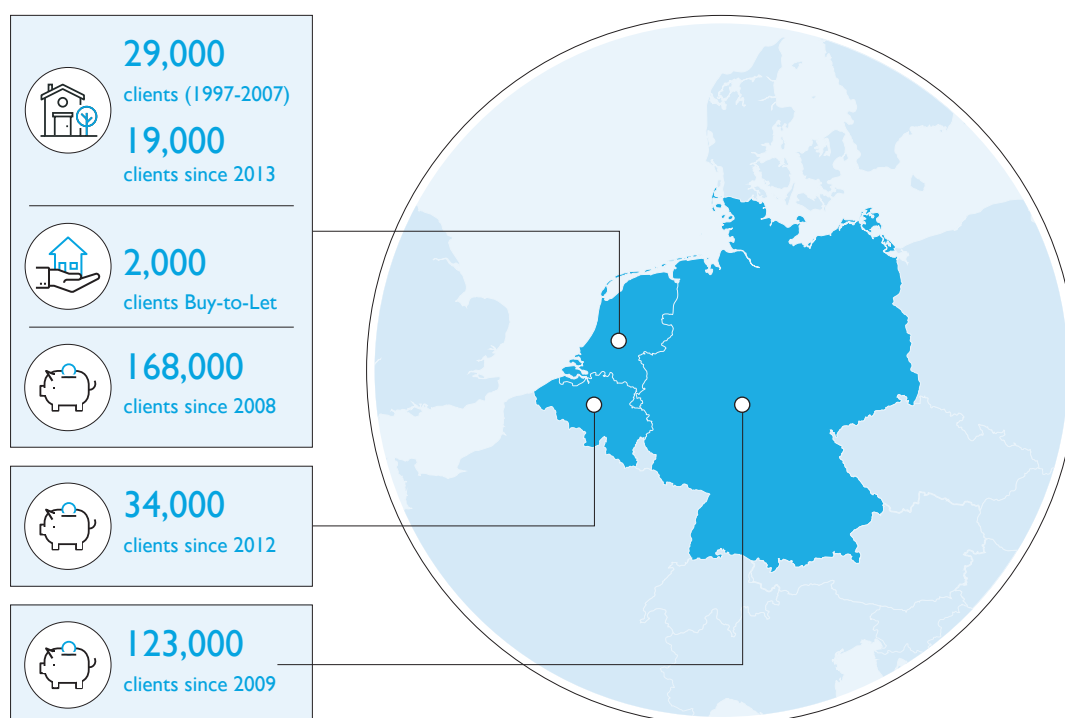 29,000
clients (1997-2007)
19,000
clients since 2013
2,000
clients Buy-to-Let
168,000
clients since 2008
34,000
clients since 2012
123,000
clients since 2009